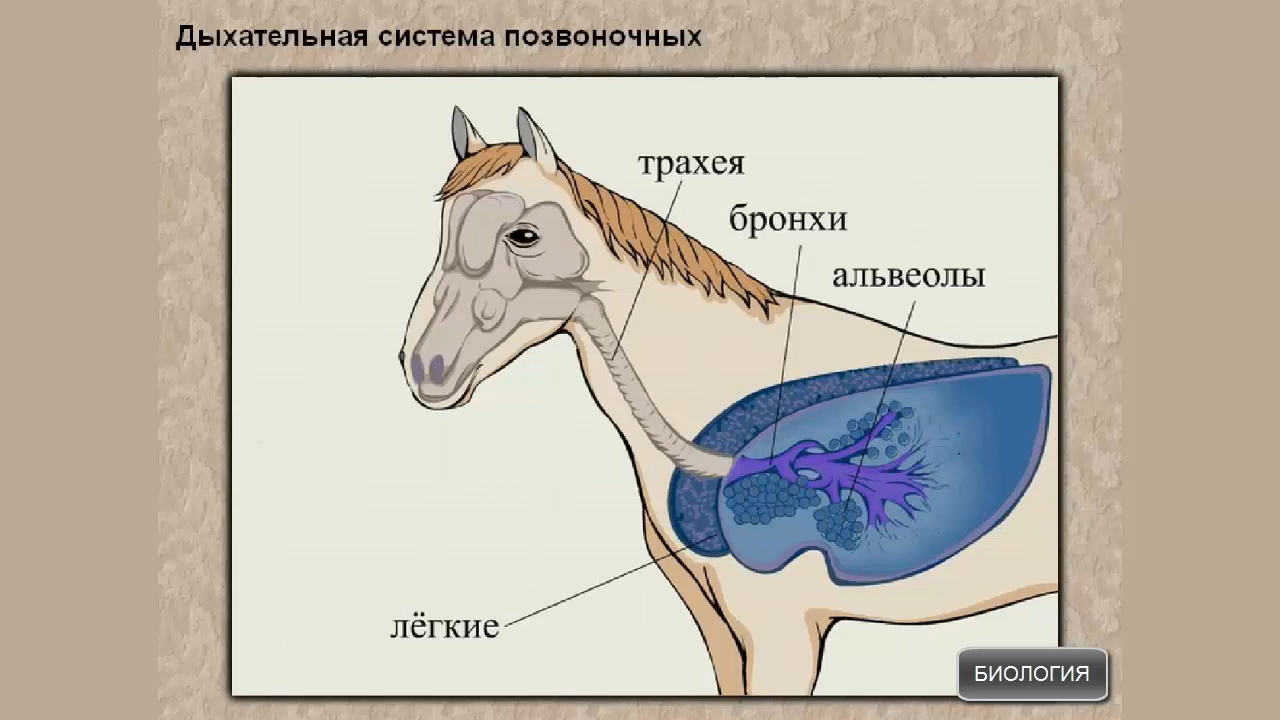 Дыхательная система позвоночных
трахея
бронхи
альвеолы
лёгкие
БИОЛОГИЯ